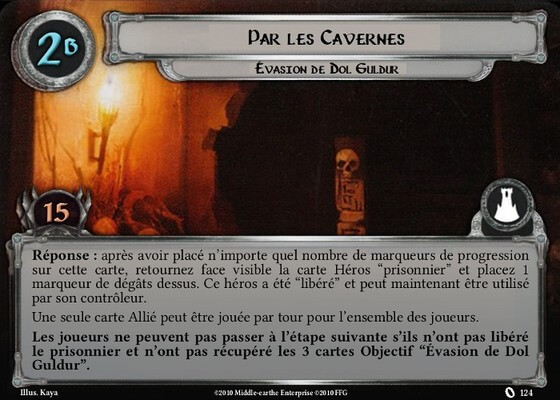 2B
Par les Cavernes
Évasion de Dol Guldur
15
Réponse : après avoir placé n'importe quel nombre de marqueurs de progression
sur cette carte, retournez face visible la carte Héros "prisonnier" et placez 1
marqueur de dégâts dessus. Ce héros a été "libéré" et peut maintenant être utilisé
par son contrôleur.
Une seule carte Allié peut être jouée par tour pour l'ensemble des joueurs.
Les joueurs ne peuvent pas passer à l'étape suivante s'ils n'ont pas libéré
le prisonnier et n'ont pas récupéré les 3 cartes Objectif "Évasion de Dol
Guldur".
Illus. Kaya
©2010 Middle-earthe Enterprise ©2010 FFG
124